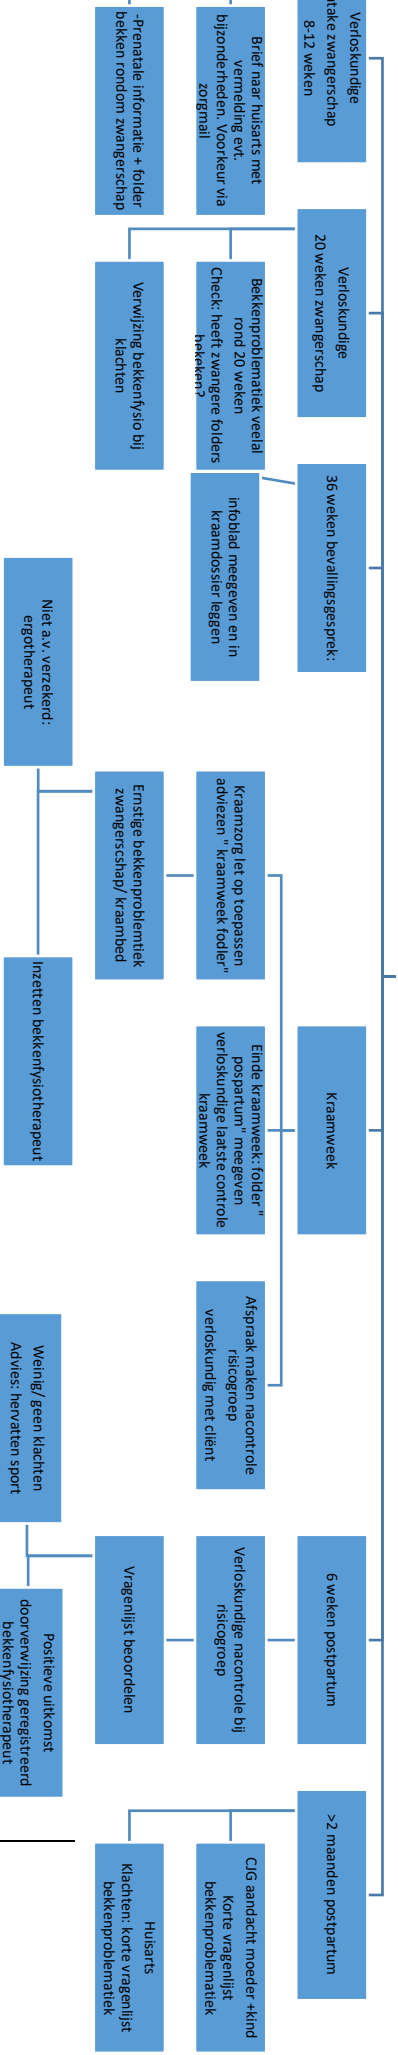 Verloskundige
take zwangerschap
8-12 weken
Brief naar huisarts met
vermelding evt.
bijzonderheden. Voorkeur via
zorgmail
-Prenatale informatie + folder
bekken rondom zwangerschap
Verloskundige
20 weken zwangerschap
Bekkenproblematiek veelal
rond 20 weken
Check: heeft zwangere folders
bekeken?
Verwijzing bekkenfysio bij
klachten
36 weken bevallingsgesprek:
infoblad meegeven en in
kraamdossier leggen
Kraamweek
Kraamzorg let op toepassen
adviezen " kraamweek fodler"
Ernstige bekkenproblemtiek
zwangerscshap/ kraambed
Niet a.v. verzekerd:
ergotherapeut
Inzetten bekkenfysiotherapeut
Einde kraamweek: folder "
pospartum" meegeven
verloskundige laatste controle
kraamweek
Afspraak maken nacontrole
risicogroep
verloskundig met cliënt
6 weken postpartum
Verloskundige nacontrole bij
risicogroep
Vragenlijst beoordelen
Weinig/ geen klachten
Advies: hervatten sport
Positieve uitkomst
doorverwijzing geregistreerd
bekkenfysiotherapeut
>2 maanden postpartum
CJG aandacht moeder +kind
Korte vragenlijst
bekkenproblematiek
Huisarts
Klachten: korte vragenlijst
bekkenproblematiek